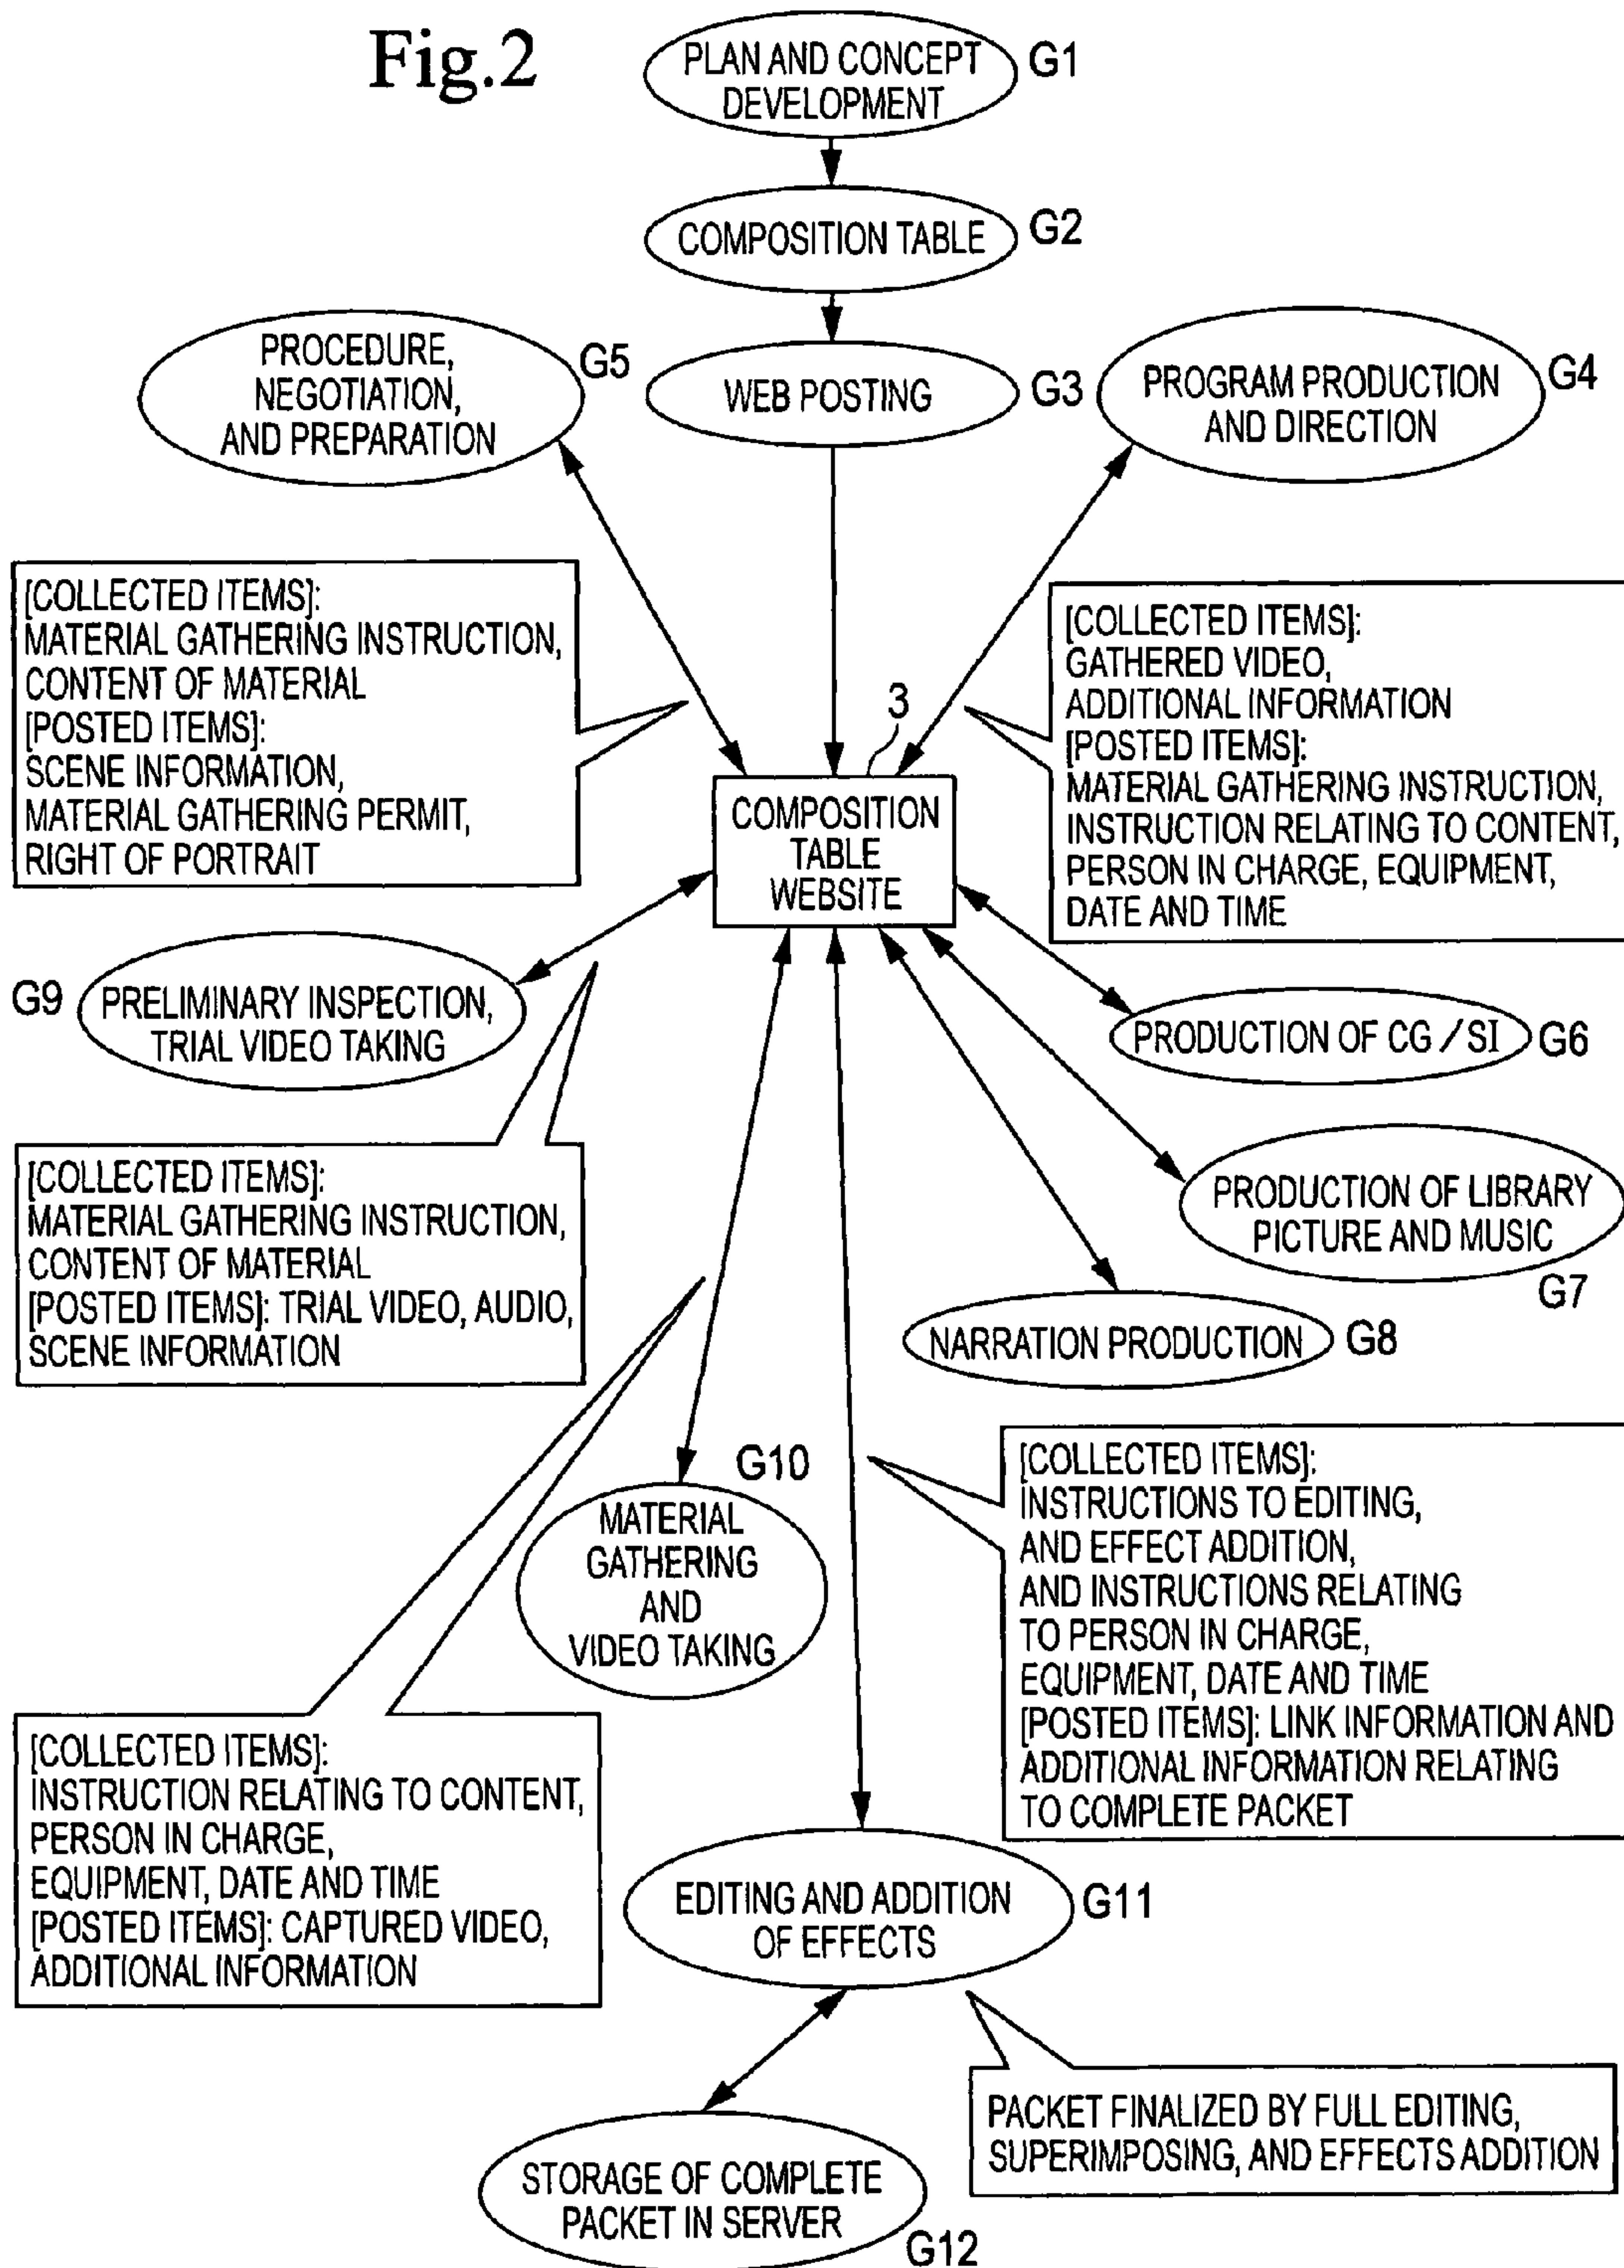 Fig.2
PLAN AND CONCEPT
DEVELOPMENT
G1
COMPOSITION TABLE
G2
PROCEDURE,
NEGOTIATION,
AND PREPARATION
G5
WEB POSTING
G3
PROGRAM PRODUCTION
AND DIRECTION
G4
[COLLECTED ITEMS]:
MATERIAL GATHERING INSTRUCTION,
CONTENT OF MATERIAL
[POSTED ITEMS]:
SCENE INFORMATION,
MATERIAL GATHERING PERMIT,
RIGHT OF PORTRAIT
3
COMPOSITION
TABLE
WEBSITE
[COLLECTED ITEMS]:
GATHERED VIDEO,
ADDITIONAL INFORMATION
[POSTED ITEMS]:
MATERIAL GATHERING INSTRUCTION,
INSTRUCTION RELATING TO CONTENT,
PERSON IN CHARGE, EQUIPMENT,
DATE AND TIME
G9
PRELIMINARY INSPECTION,
TRIAL VIDEO TAKING
PRODUCTION OF CG / SI
G6
[COLLECTED ITEMS]:
MATERIAL GATHERING INSTRUCTION,
CONTENT OF MATERIAL
[POSTED ITEMS]: TRIAL VIDEO, AUDIO,
SCENE INFORMATION
PRODUCTION OF LIBRARY
PICTURE AND MUSIC
G7
NARRATION PRODUCTION
G8
G10
MATERIAL
GATHERING
AND
VIDEO TAKING
[COLLECTED ITEMS]:
INSTRUCTIONS TO EDITING,
AND EFFECT ADDITION,
AND INSTRUCTIONS RELATING
TO PERSON IN CHARGE,
EQUIPMENT, DATE AND TIME
[POSTED ITEMS]: LINK INFORMATION AND
ADDITIONAL INFORMATION RELATING
TO COMPLETE PACKET
[COLLECTED ITEMS]:
INSTRUCTION RELATING TO CONTENT,
PERSON IN CHARGE,
EQUIPMENT, DATE AND TIME
[POSTED ITEMS]: CAPTURED VIDEO,
ADDITIONAL INFORMATION
EDITING AND ADDITION
OF EFFECTS
G11
PACKET FINALIZED BY FULL EDITING,
SUPERIMPOSING, AND EFFECTS ADDITION
STORAGE OF COMPLETE
PACKET IN SERVER
G12